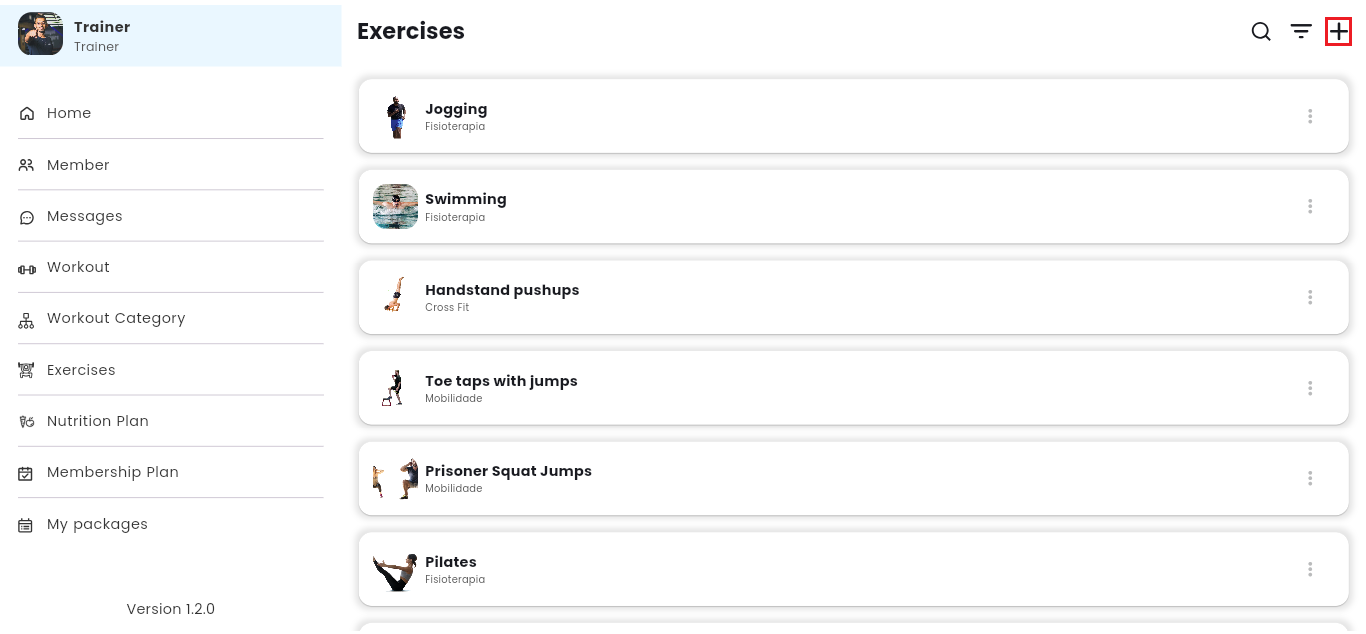 Trainer
Trainer
Home
Member
Messages
Workout
Workout Category
Exercises
Nutrition Plan
Membership Plan
My packages
Version 1.2.0
Exercises
Jogging
Fisioterapia
Swimming
Fisioterapia
Handstand pushups
Cross Fit
Toe taps with jumps
Mobilidade
Prisoner Squat Jumps
Mobilidade
Pilates
Fisioterapia